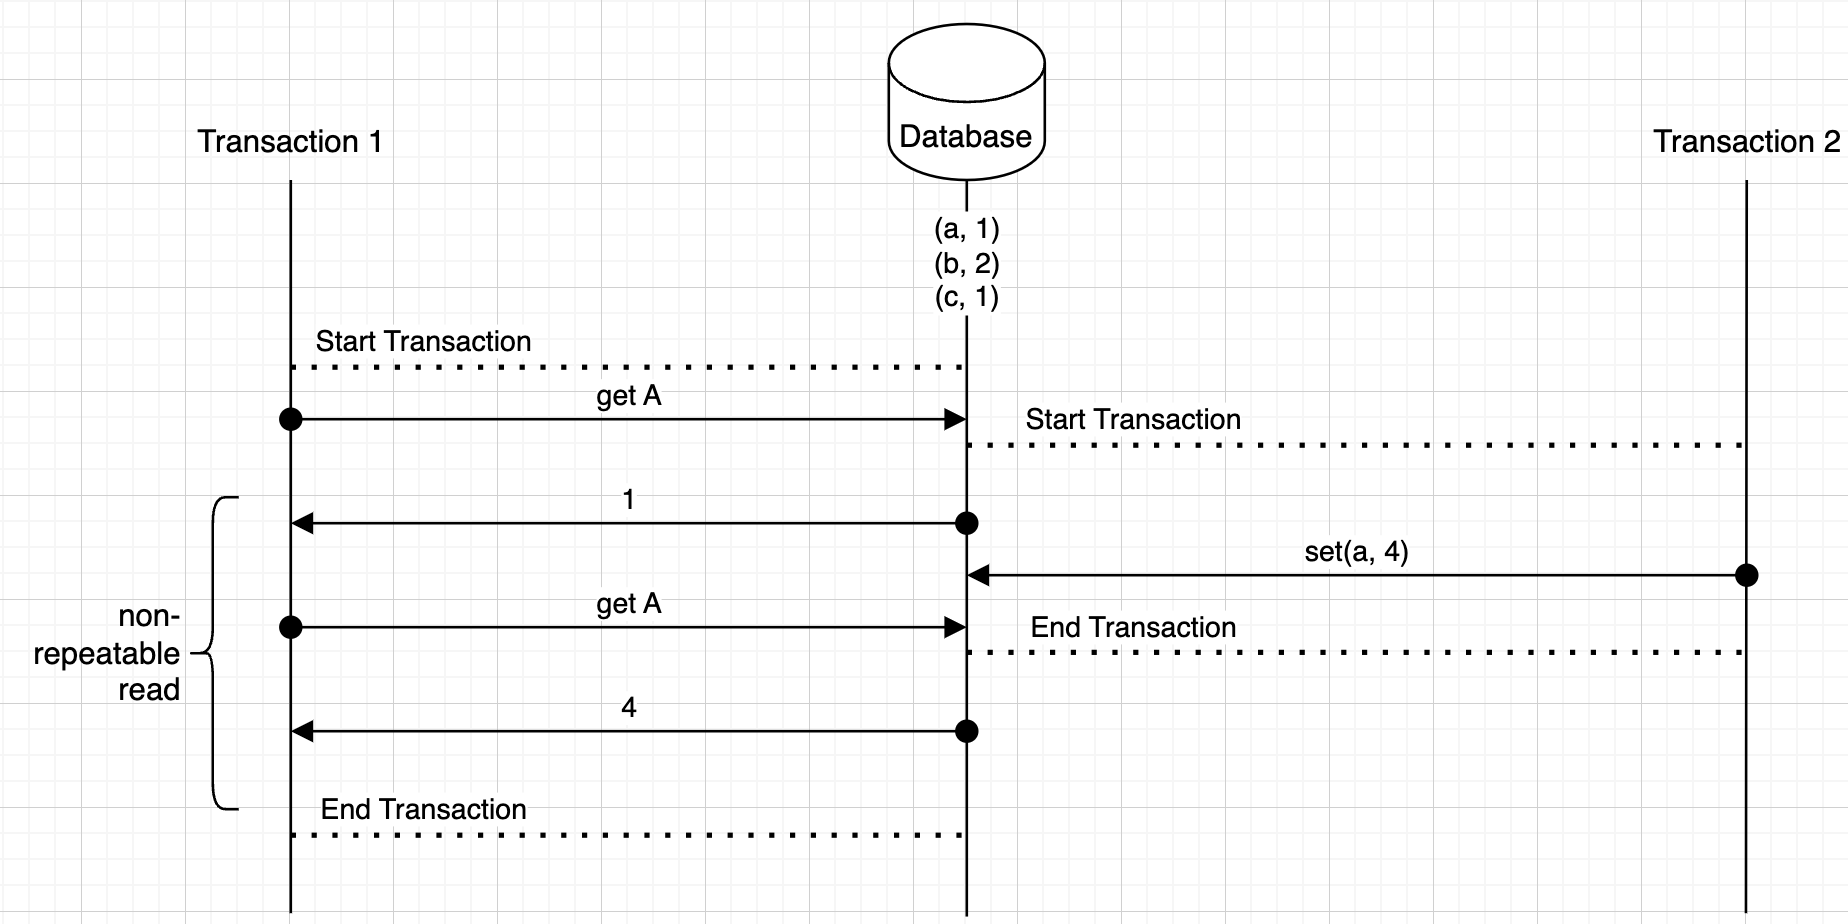 Database
Transaction 1
Transaction 2
(a, 1)
(b, 2)
(c, 1)
Start Transaction
get A
Start Transaction
1
set(a, 4)
get A
non-
repeatable
read
End Transaction
4
End Transaction